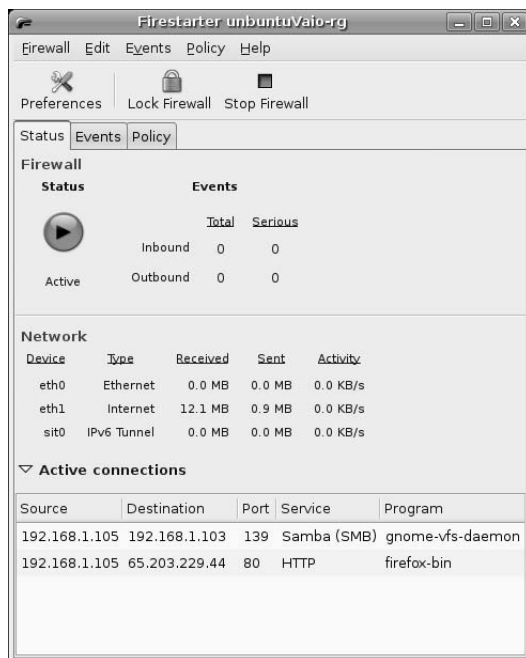 Firestarter unbuntuVaio-rg
Firewall Edit Events Policy Help
Preferences Lock Firewall Stop Firewall
Status Events Policy
Firewall
Status Events
Total Serious
Inbound 0 0
Active Outbound 0 0
Network
Device Type Received Sent Activity
eth0 Ethernet 0.0 MB 0.0 MB 0.0 KB/s
eth1 Internet 12.1 MB 0.9 MB 0.0 KB/s
sit0 IPv6 Tunnel 0.0 MB 0.0 MB 0.0 KB/s
Active connections
Source Destination Port Service Program
192.168.1.105 192.168.1.103 139 Samba (SMB) gnome-vfs-daemon
192.168.1.105 65.203.229.44 80 HTTP firefox-bin